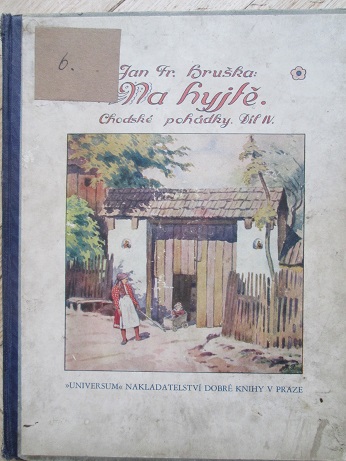 6.
Jan Fr. Hruška:
Na hyjtě.
Chodské pohádky. Díl IV.
»UNIVERSUM« NAKLADATELSTVÍ DOBRÉ KNIHY V PRAZE